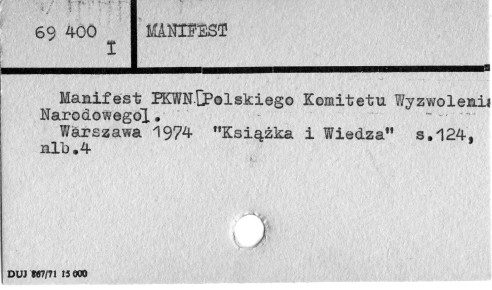 69 400
I
MANIFEST
Manifest PKWN.[Polskiego Komitetu Wyzwolenia
Narodowego].
Warszawa 1974 "Książka i Wiedza" s.124,
nlb.4
DUJ 867/71 15 000